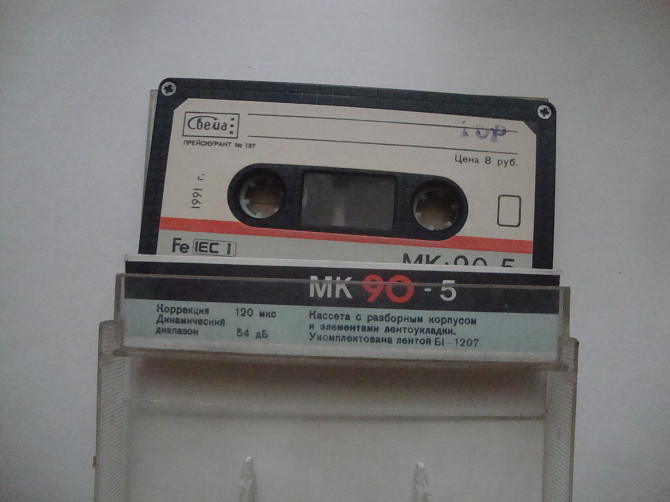 Свема
ПРЕЙСКУРАНТ № 137
Цена 8 руб.
1991 г.
Fe IEC I
МК·90-5
МК 90 - 5
Коррекция 120 мкс
Динамический
диапазон 54 дБ
Кассета с разборным корпусом
и элементами лентоукладки.
Укомплектована лентой БI—1207